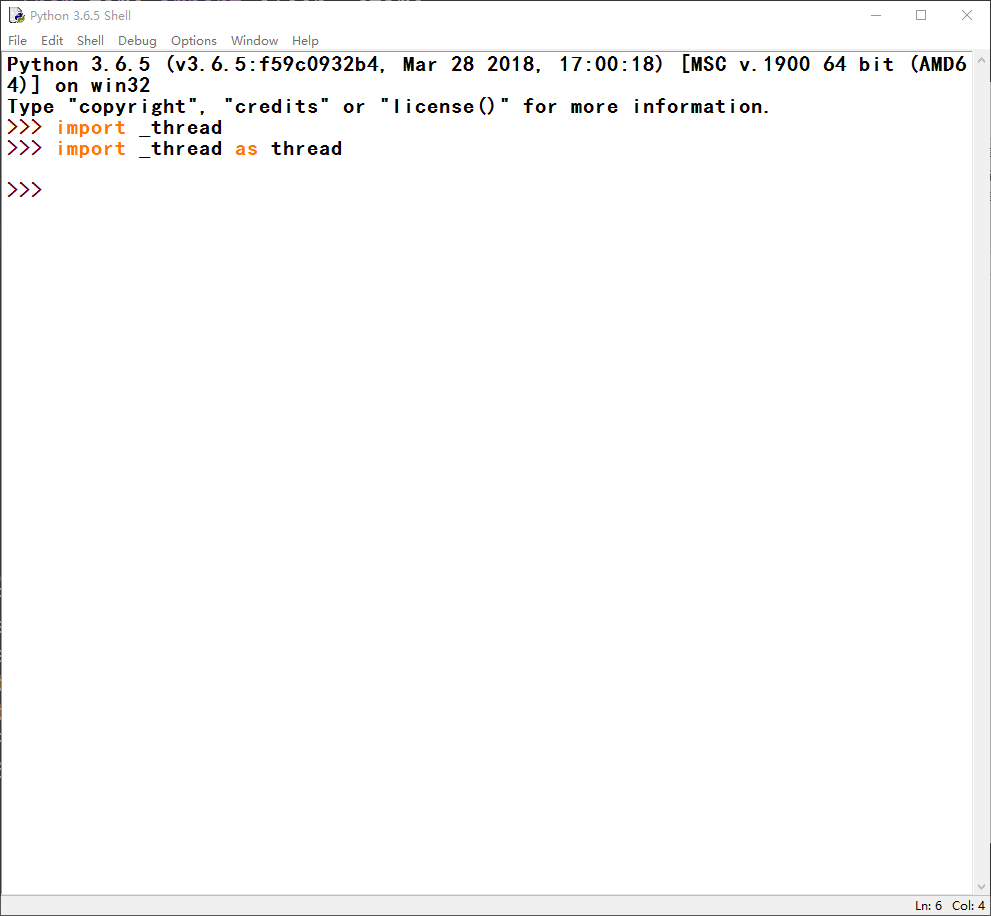 Python 3.6.5 Shell
File Edit Shell Debug Options Window Help
Python 3.6.5 (v3.6.5:f59c0932b4, Mar 28 2018, 17:00:18) [MSC v.1900 64 bit (AMD6
4)] on win32
Type "copyright", "credits" or "license()" for more information.
>>> import _thread
>>> import _thread as thread
>>>
Ln: 6 Col: 4